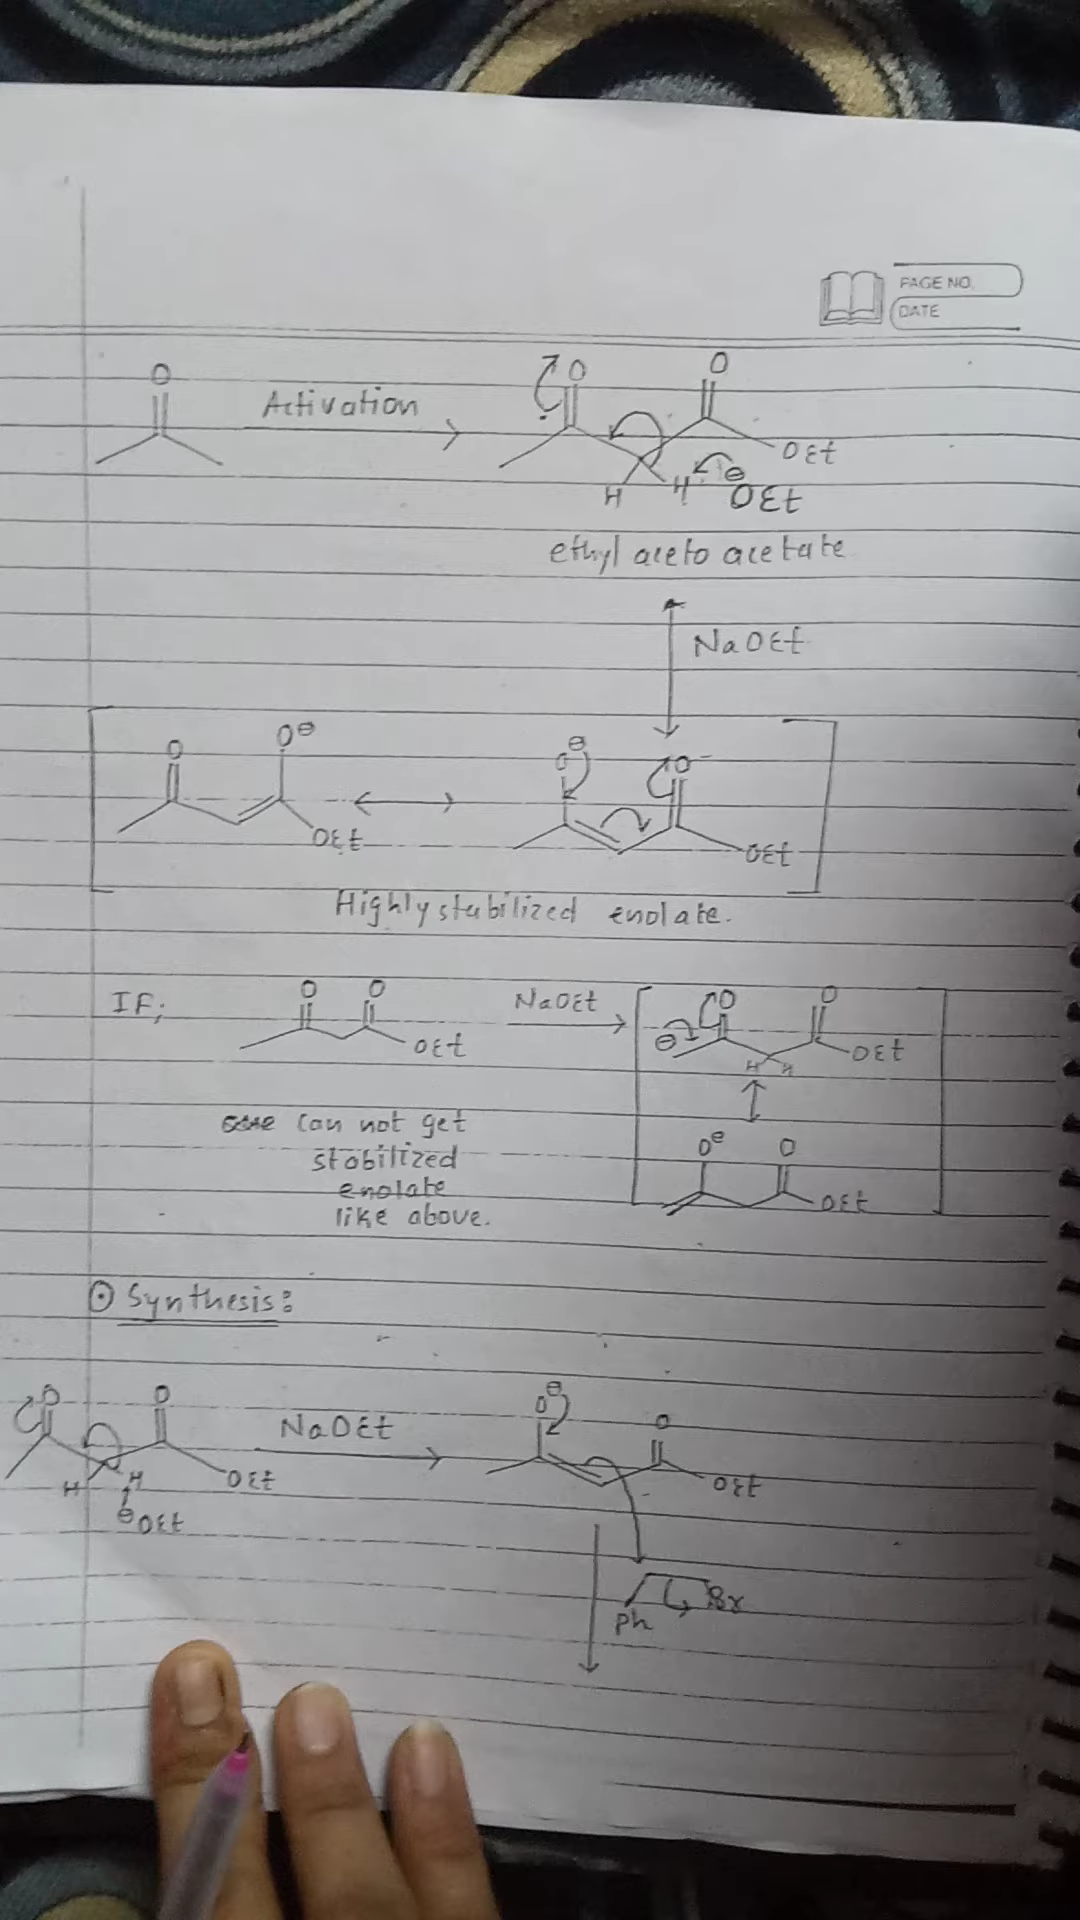 PAGE NO.
DATE
O
Activation
O O
OEt
H H ⊖
OEt
ethyl aceto acetate
NaOEt
O O⊖
OEt
⊖
O O
OEt
Highly stabilized enolate.
IF;
O O
OEt
NaOEt
O O
⊖ OEt
H H
can not get
stabilized
enolate
like above.
O⊖ O
OEt
⊙ Synthesis:
O O
OEt
H H
⊖OEt
NaOEt
O⊖ O
OEt
Br
Ph